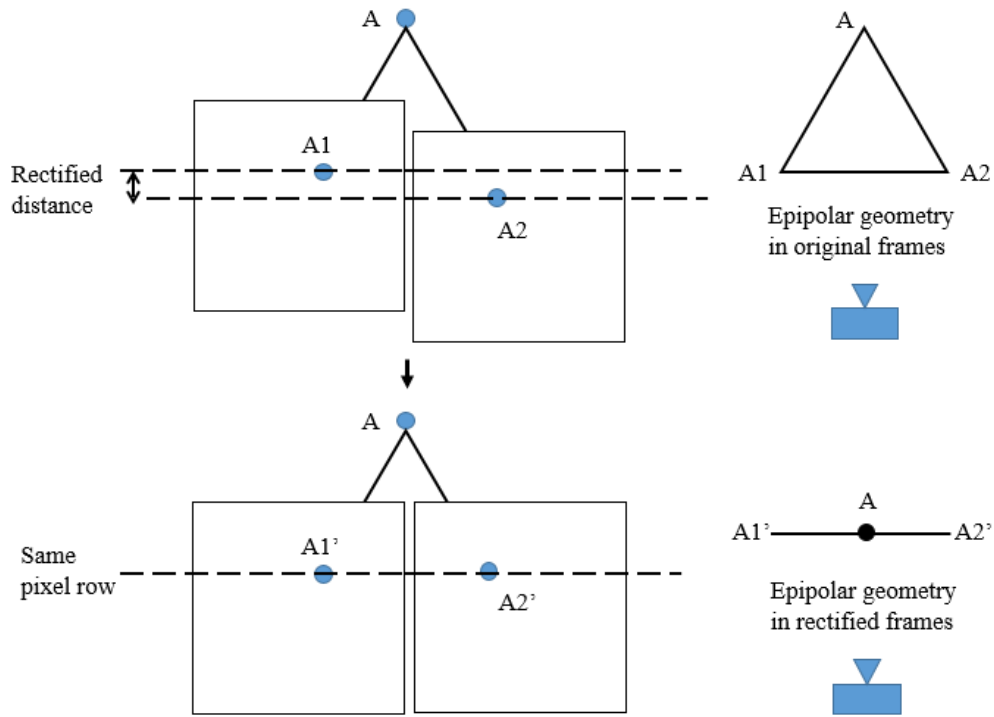 A
A
A1
Rectified
distance
A2
A1
A2
Epipolar geometry
in original frames
A
A
A1’
A2’
Same
pixel row
A1’
A2’
Epipolar geometry
in rectified frames